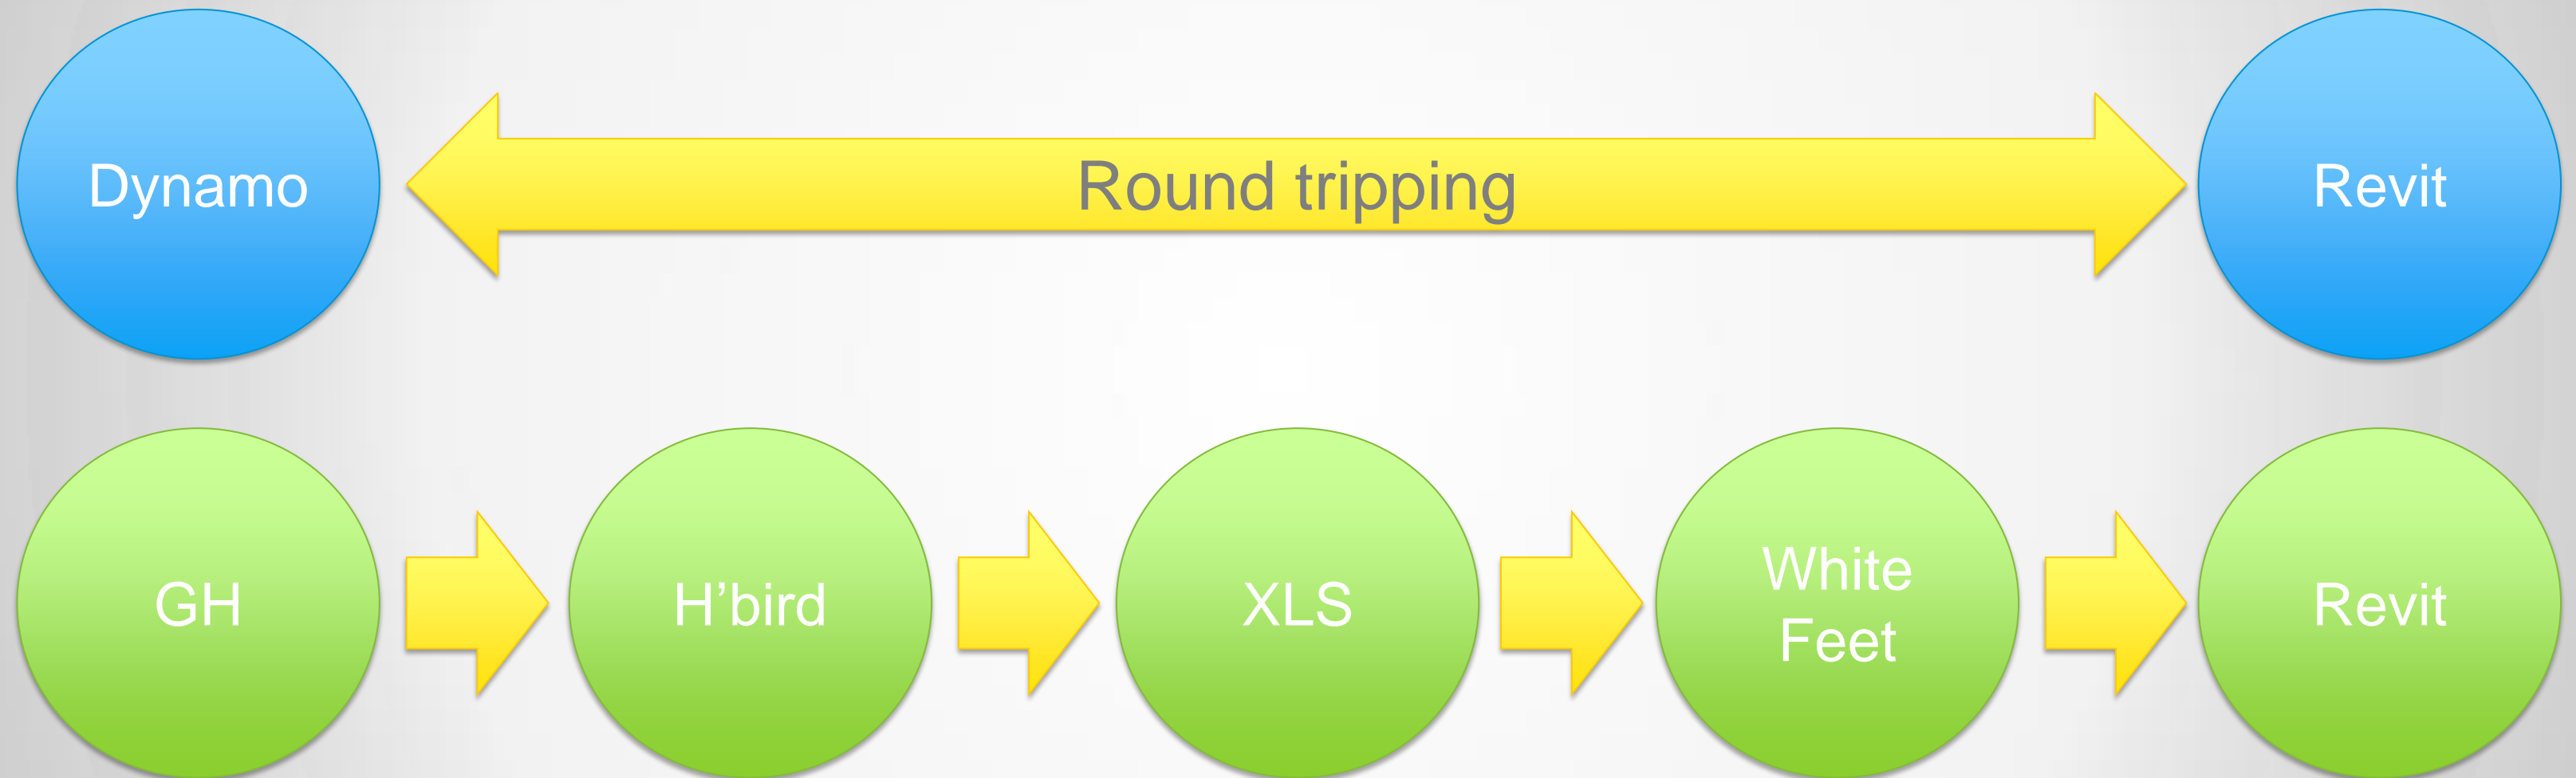 Dynamo
Round tripping
Revit
GH
H’bird
XLS
White
Feet
Revit